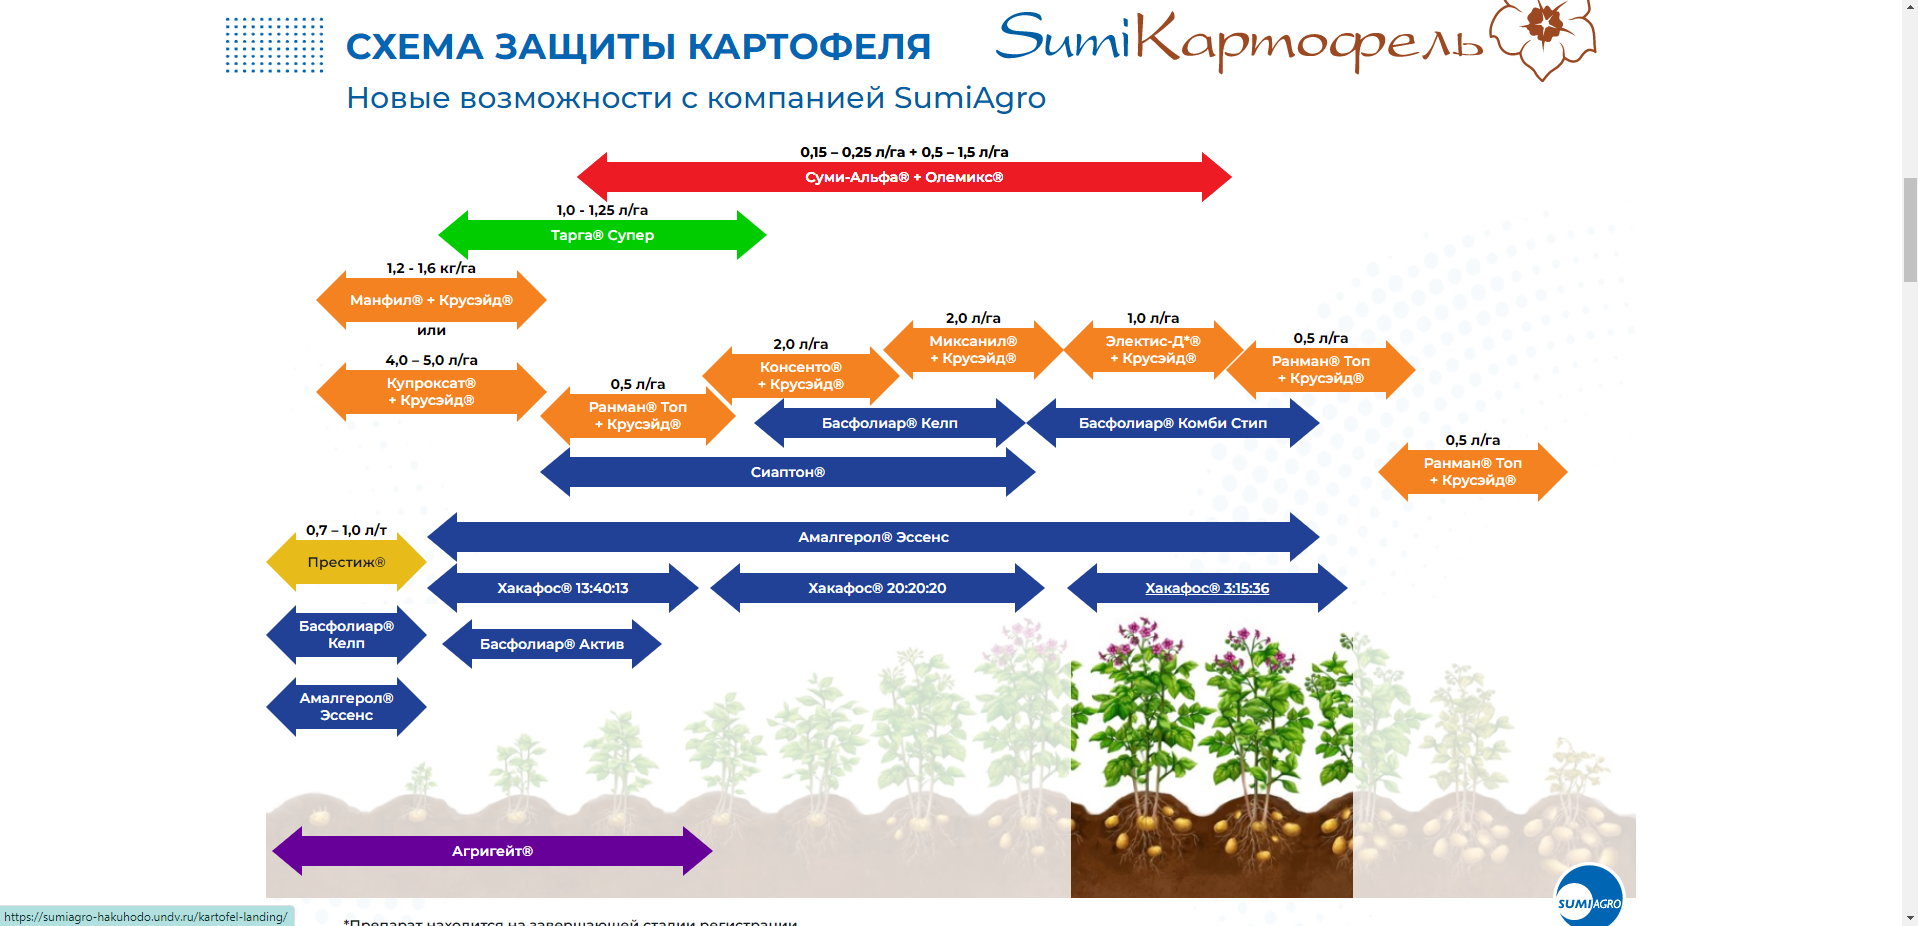 СХЕМА ЗАЩИТЫ КАРТОФЕЛЯ
SumiКартофель
Новые возможности с компанией SumiAgro
0,15 – 0,25 л/га + 0,5 – 1,5 л/га
Суми-Альфа® + Олемикс®
1,0 - 1,25 л/га
Тарга® Супер
1,2 - 1,6 кг/га
Манфил® + Крусэйд®
или
4,0 – 5,0 л/га
Купроксат®
+ Крусэйд®
0,5 л/га
Ранман® Топ
+ Крусэйд®
2,0 л/га
Консенто®
+ Крусэйд®
2,0 л/га
Миксанил®
+ Крусэйд®
1,0 л/га
Электис-Д*®
+ Крусэйд®
0,5 л/га
Ранман® Топ
+ Крусэйд®
Басфолиар® Келп
Басфолиар® Комби Стип
0,5 л/га
Ранман® Топ
+ Крусэйд®
Сиаптон®
Амалгерол® Эссенс
0,7 – 1,0 л/т
Престиж®
Хакафос® 13:40:13
Хакафос® 20:20:20
Хакафос® 3:15:36
Басфолиар®
Келп
Басфолиар® Актив
Амалгерол®
Эссенс
Агригейт®
SUMIAGRO
https://sumiagro-hakuhodo.undv.ru/kartofel-landing/
*Препарат находится на завершающей стадии регистрации